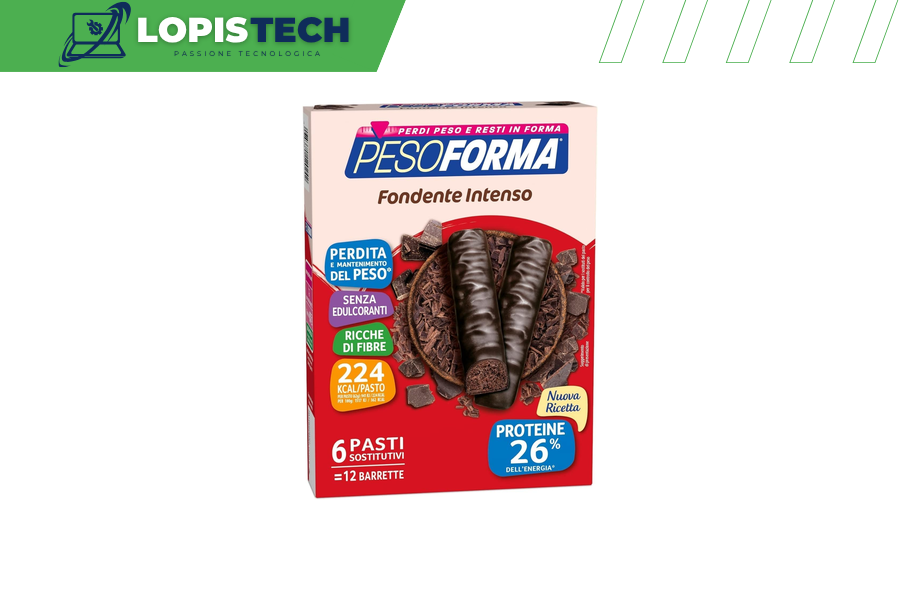 LOPISTECH
PASSIONE TECNOLOGICA
PERDI PESO E RESTI IN FORMA
PESOFORMA
Fondente Intenso
PERDITA
E MANTENIMENTO
DEL PESO*
SENZA
EDULCORANTI
RICCHE
DI FIBRE
224
KCAL/PASTO
Nuova
Ricetta
PROTEINE
26%
DELL'ENERGIA*
6 PASTI
SOSTITUTIVI
=12 BARRETTE